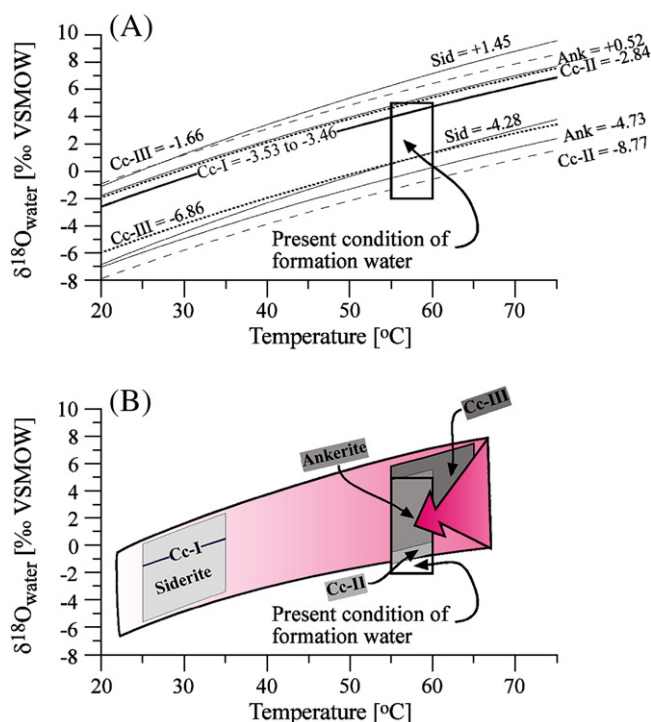 (A)
δ18Owater [‰ VSMOW]
10
8
6
4
2
0
-2
-4
-6
-8
Sid = +1.45
Ank = +0.52
Cc-II = -2.84
Cc-III = -1.66
Cc-I = -3.53 to -3.46
Sid = -4.28
Ank = -4.73
Cc-II = -8.77
Cc-III = -6.86
Present condition of
formation water
20 30 40 50 60 70
Temperature [oC]
(B)
δ18Owater [‰ VSMOW]
10
8
6
4
2
0
-2
-4
-6
-8
Cc-III
Ankerite
Cc-I
Siderite
Cc-II
Present condition of
formation water
20 30 40 50 60 70
Temperature [oC]